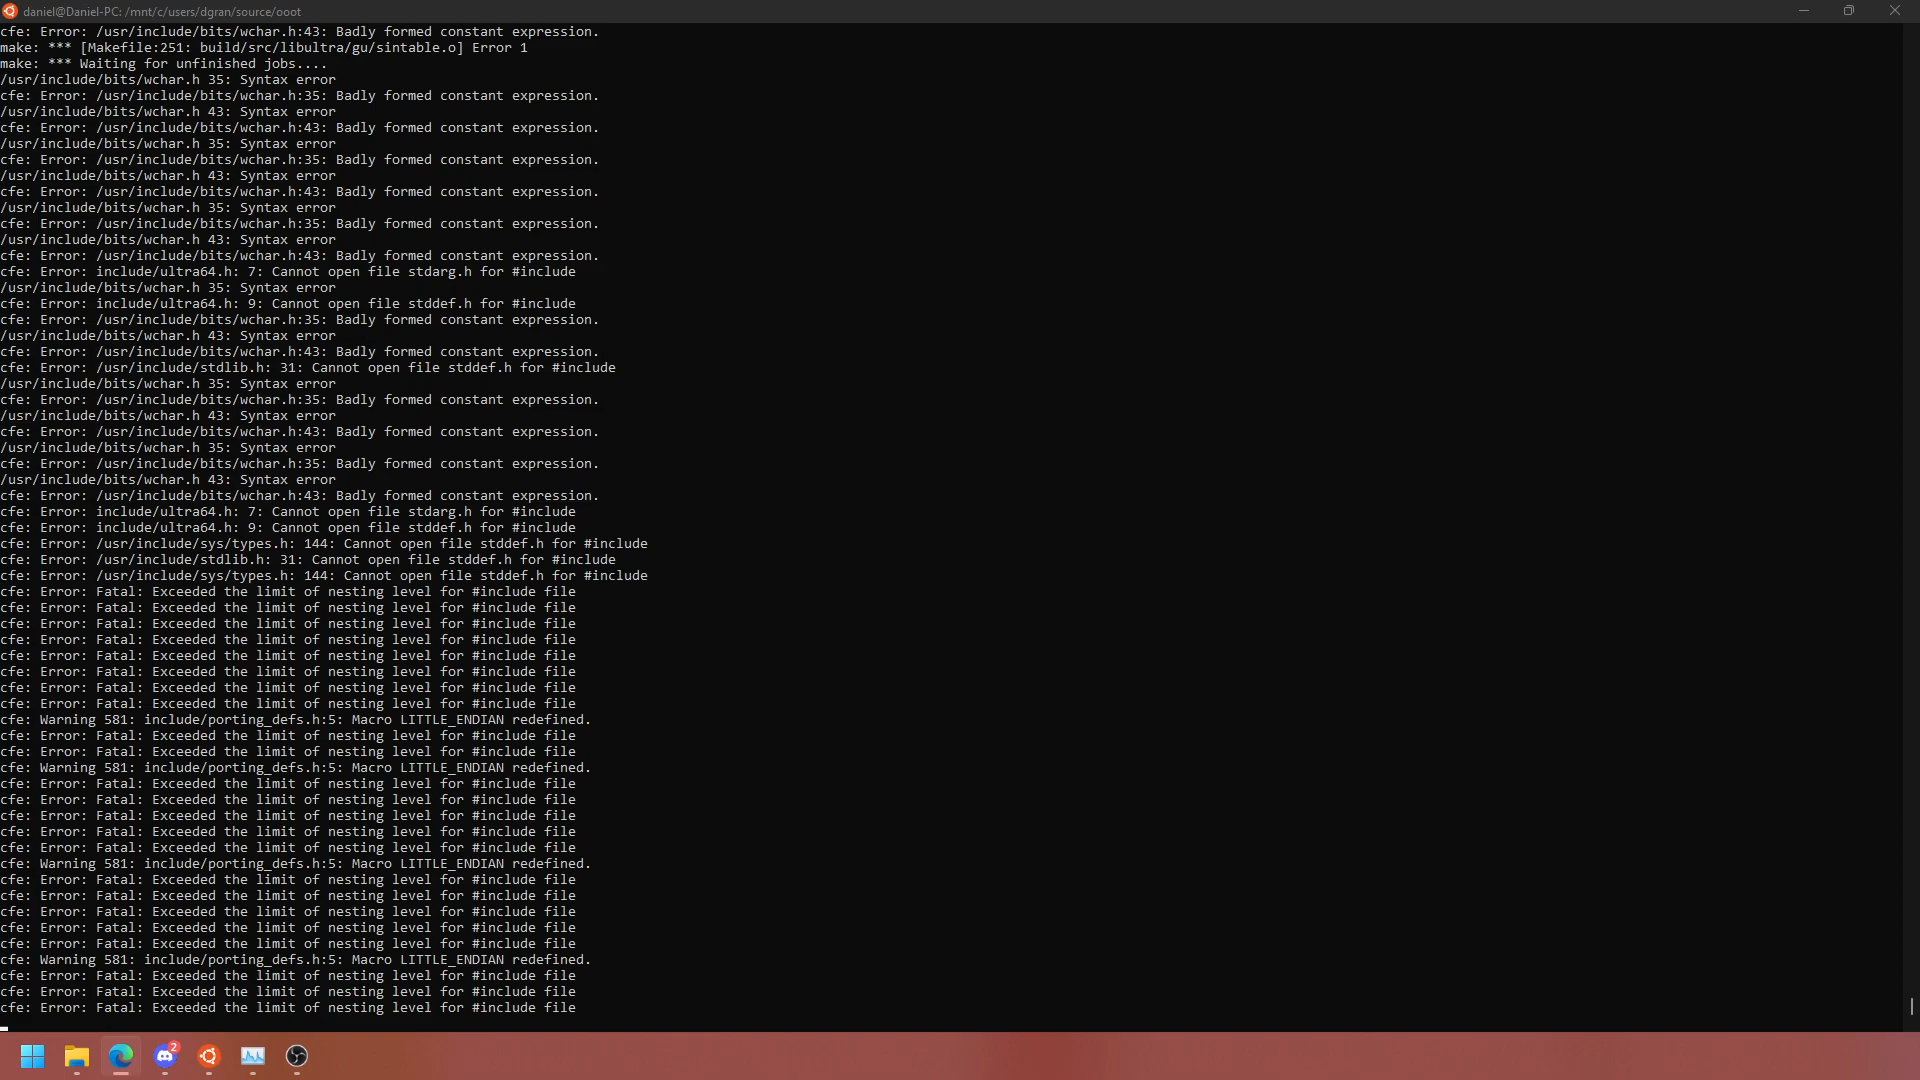 daniel@Daniel-PC: /mnt/c/users/dgran/source/ooot
cfe: Error: /usr/include/bits/wchar.h:43: Badly formed constant expression.
make: *** [Makefile:251: build/src/libultra/gu/sintable.o] Error 1
make: *** Waiting for unfinished jobs....
/usr/include/bits/wchar.h 35: Syntax error
cfe: Error: /usr/include/bits/wchar.h:35: Badly formed constant expression.
/usr/include/bits/wchar.h 43: Syntax error
cfe: Error: /usr/include/bits/wchar.h:43: Badly formed constant expression.
/usr/include/bits/wchar.h 35: Syntax error
cfe: Error: /usr/include/bits/wchar.h:35: Badly formed constant expression.
/usr/include/bits/wchar.h 43: Syntax error
cfe: Error: /usr/include/bits/wchar.h:43: Badly formed constant expression.
/usr/include/bits/wchar.h 35: Syntax error
cfe: Error: /usr/include/bits/wchar.h:35: Badly formed constant expression.
/usr/include/bits/wchar.h 43: Syntax error
cfe: Error: /usr/include/bits/wchar.h:43: Badly formed constant expression.
cfe: Error: include/ultra64.h: 7: Cannot open file stdarg.h for #include
/usr/include/bits/wchar.h 35: Syntax error
cfe: Error: include/ultra64.h: 9: Cannot open file stddef.h for #include
cfe: Error: /usr/include/bits/wchar.h:35: Badly formed constant expression.
/usr/include/bits/wchar.h 43: Syntax error
cfe: Error: /usr/include/bits/wchar.h:43: Badly formed constant expression.
cfe: Error: /usr/include/stdlib.h: 31: Cannot open file stddef.h for #include
/usr/include/bits/wchar.h 35: Syntax error
cfe: Error: /usr/include/bits/wchar.h:35: Badly formed constant expression.
/usr/include/bits/wchar.h 43: Syntax error
cfe: Error: /usr/include/bits/wchar.h:43: Badly formed constant expression.
/usr/include/bits/wchar.h 35: Syntax error
cfe: Error: /usr/include/bits/wchar.h:35: Badly formed constant expression.
/usr/include/bits/wchar.h 43: Syntax error
cfe: Error: /usr/include/bits/wchar.h:43: Badly formed constant expression.
cfe: Error: include/ultra64.h: 7: Cannot open file stdarg.h for #include
cfe: Error: include/ultra64.h: 9: Cannot open file stddef.h for #include
cfe: Error: /usr/include/sys/types.h: 144: Cannot open file stddef.h for #include
cfe: Error: /usr/include/stdlib.h: 31: Cannot open file stddef.h for #include
cfe: Error: /usr/include/sys/types.h: 144: Cannot open file stddef.h for #include
cfe: Error: Fatal: Exceeded the limit of nesting level for #include file
cfe: Error: Fatal: Exceeded the limit of nesting level for #include file
cfe: Error: Fatal: Exceeded the limit of nesting level for #include file
cfe: Error: Fatal: Exceeded the limit of nesting level for #include file
cfe: Error: Fatal: Exceeded the limit of nesting level for #include file
cfe: Error: Fatal: Exceeded the limit of nesting level for #include file
cfe: Error: Fatal: Exceeded the limit of nesting level for #include file
cfe: Error: Fatal: Exceeded the limit of nesting level for #include file
cfe: Warning 581: include/porting_defs.h:5: Macro LITTLE_ENDIAN redefined.
cfe: Error: Fatal: Exceeded the limit of nesting level for #include file
cfe: Error: Fatal: Exceeded the limit of nesting level for #include file
cfe: Warning 581: include/porting_defs.h:5: Macro LITTLE_ENDIAN redefined.
cfe: Error: Fatal: Exceeded the limit of nesting level for #include file
cfe: Error: Fatal: Exceeded the limit of nesting level for #include file
cfe: Error: Fatal: Exceeded the limit of nesting level for #include file
cfe: Error: Fatal: Exceeded the limit of nesting level for #include file
cfe: Error: Fatal: Exceeded the limit of nesting level for #include file
cfe: Warning 581: include/porting_defs.h:5: Macro LITTLE_ENDIAN redefined.
cfe: Error: Fatal: Exceeded the limit of nesting level for #include file
cfe: Error: Fatal: Exceeded the limit of nesting level for #include file
cfe: Error: Fatal: Exceeded the limit of nesting level for #include file
cfe: Error: Fatal: Exceeded the limit of nesting level for #include file
cfe: Error: Fatal: Exceeded the limit of nesting level for #include file
cfe: Warning 581: include/porting_defs.h:5: Macro LITTLE_ENDIAN redefined.
cfe: Error: Fatal: Exceeded the limit of nesting level for #include file
cfe: Error: Fatal: Exceeded the limit of nesting level for #include file
cfe: Error: Fatal: Exceeded the limit of nesting level for #include file
2